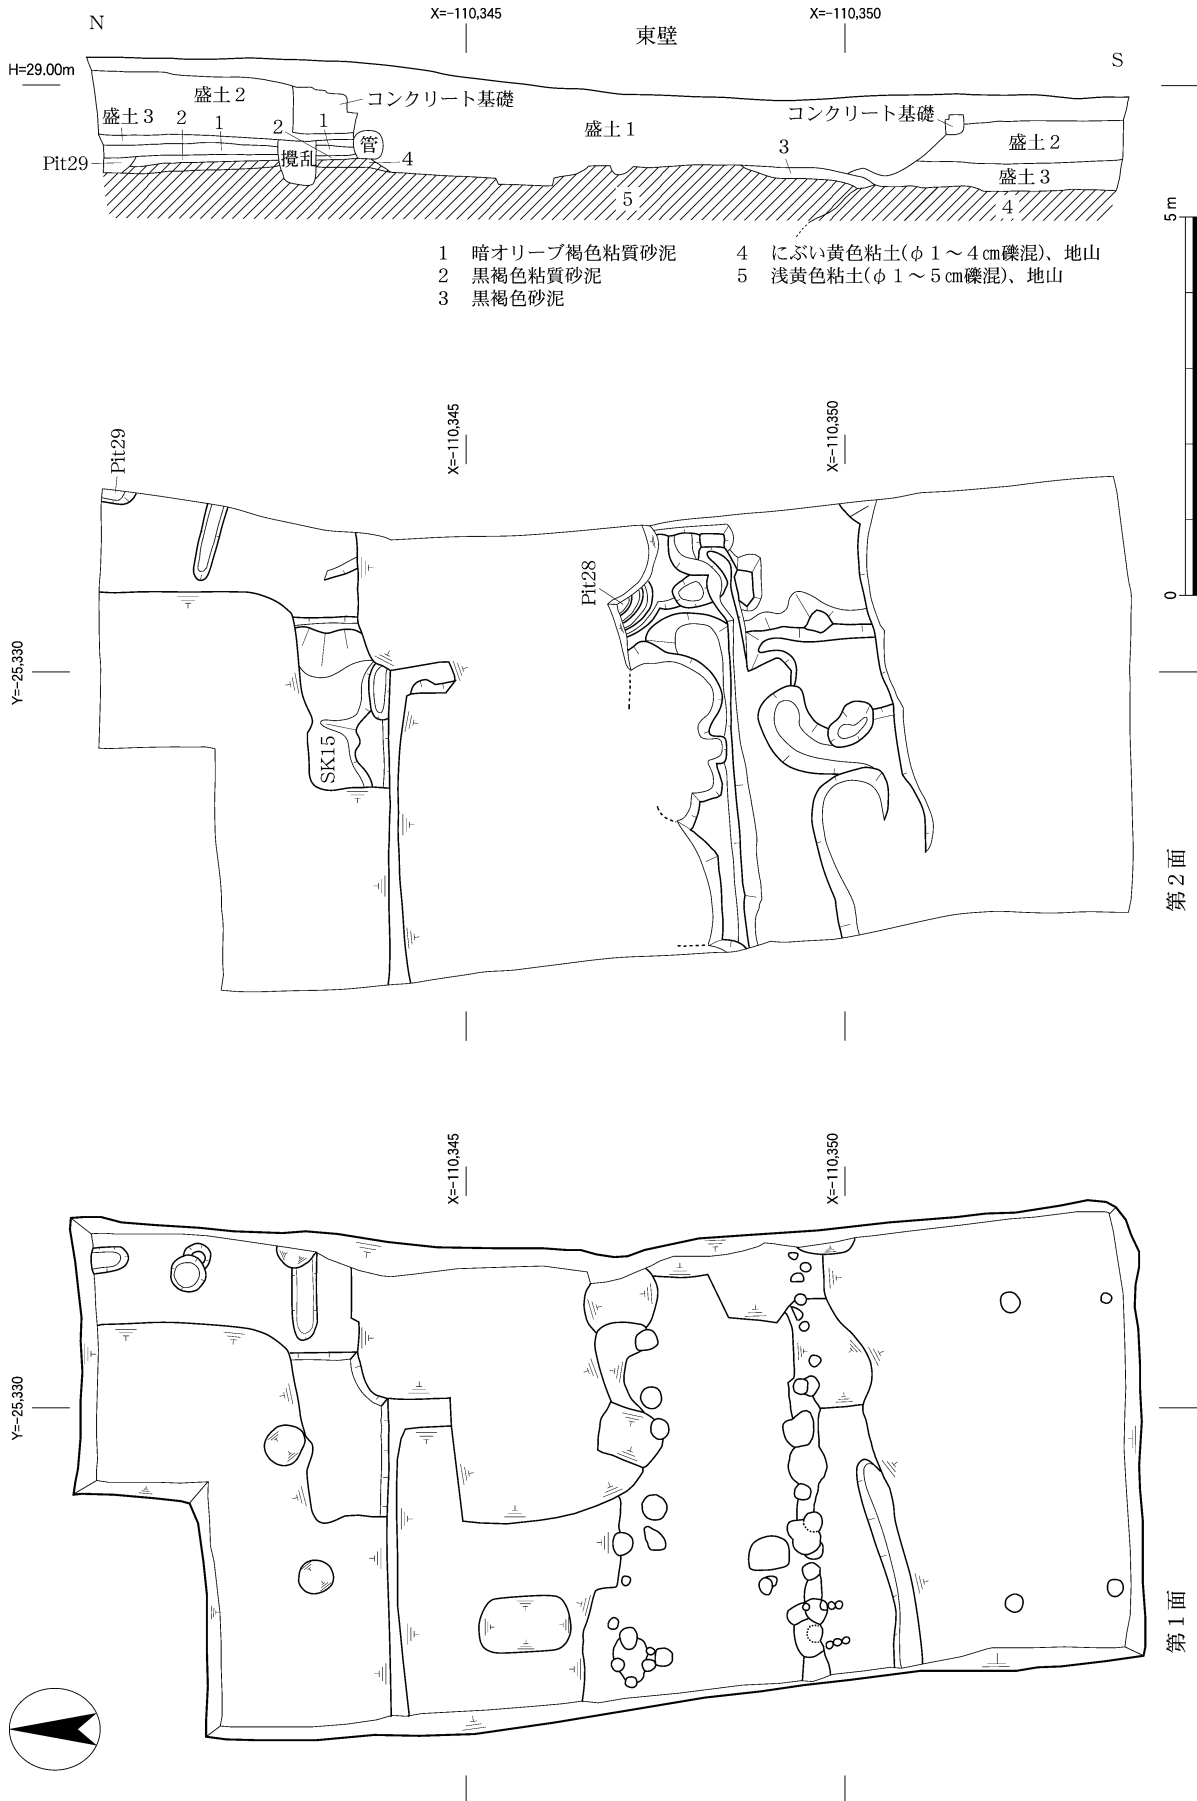 N
X=-110,345
東壁
X=-110,350
S
H=29.00m
盛土2
コンクリート基礎
盛土3
2
1
2
1
管
盛土1
コンクリート基礎
盛土2
3
Pit29
攪乱
4
盛土3
5
4
5 m
0
1 暗オリーブ褐色粘質砂泥
2 黒褐色粘質砂泥
3 黒褐色砂泥
4 にぶい黄色粘土(φ1～4㎝礫混)、地山
5 浅黄色粘土(φ1～5㎝礫混)、地山
X=-110,345
X=-110,350
Pit29
Pit28
Y=-25,330
SK15
第2面
X=-110,345
X=-110,350
Y=-25,330
第1面